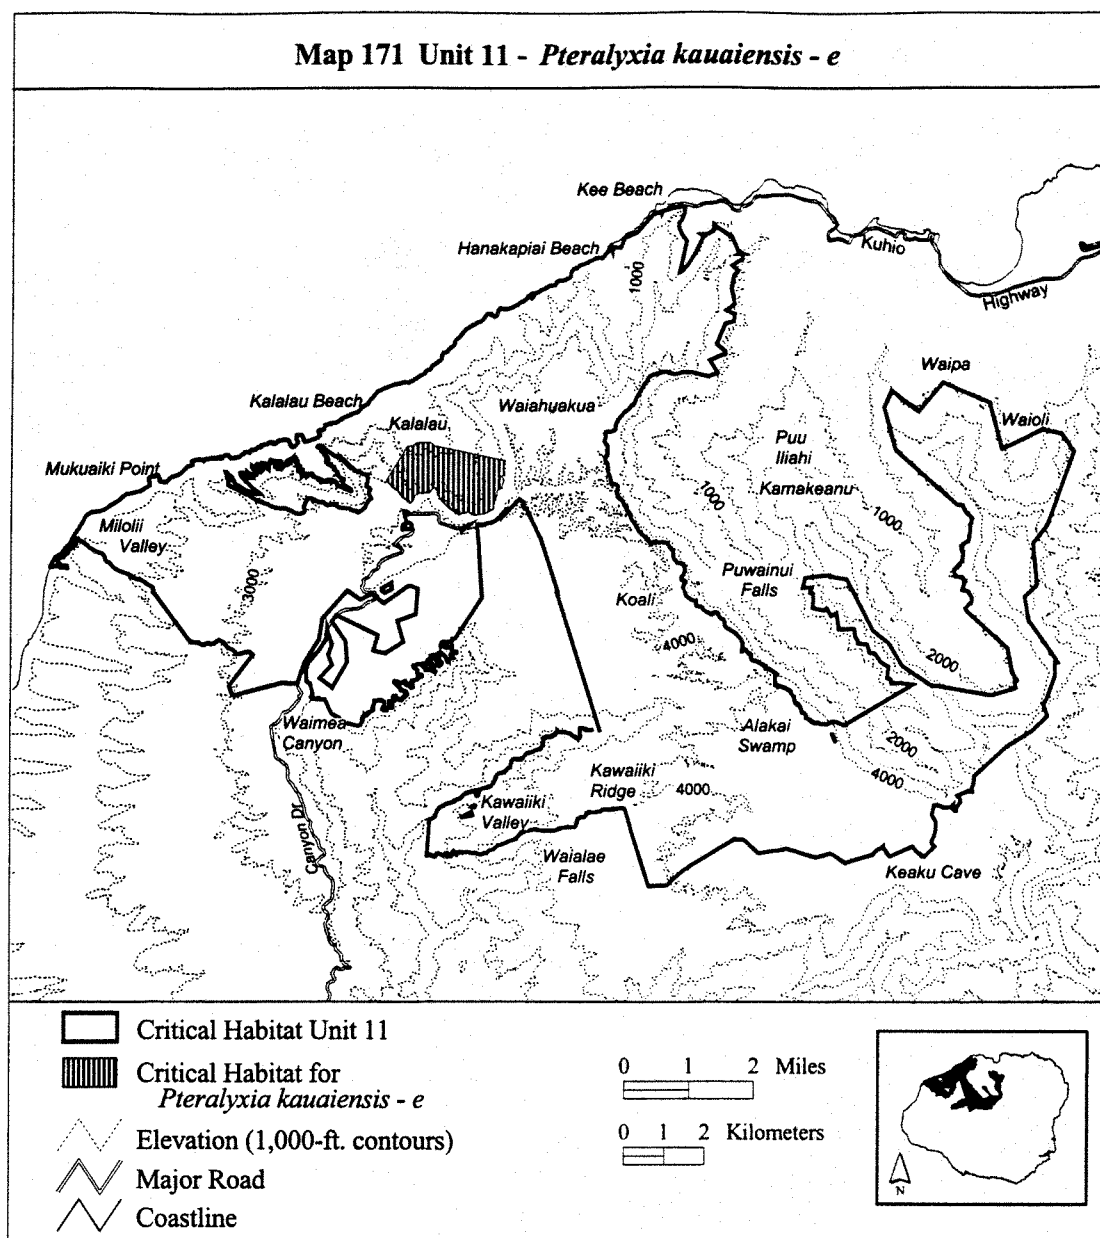 Map 171 Unit 11 - Pteralyxia kauaiensis - e
Kee Beach
Hanakapiai Beach
Kuhio
Highway
1000
Waipa
Kalalau Beach
Waiahuakua
Kalalau
Waioli
Puu
Iliahi
Mukuaiki Point
Kamakeanu
1000
1000
Milolii
Valley
Puwainui
Falls
3000
Koali
4000
2000
Waimea
Canyon
Alakai
Swamp
2000
Kawaiiki
Ridge
4000
4000
Kawaiiki
Valley
Canyon Dr
Waialae
Falls
Keaku Cave
Critical Habitat Unit 11
Critical Habitat for
Pteralyxia kauaiensis - e
Elevation (1,000-ft. contours)
Major Road
Coastline
0 1 2 Miles
0 1 2 Kilometers
N